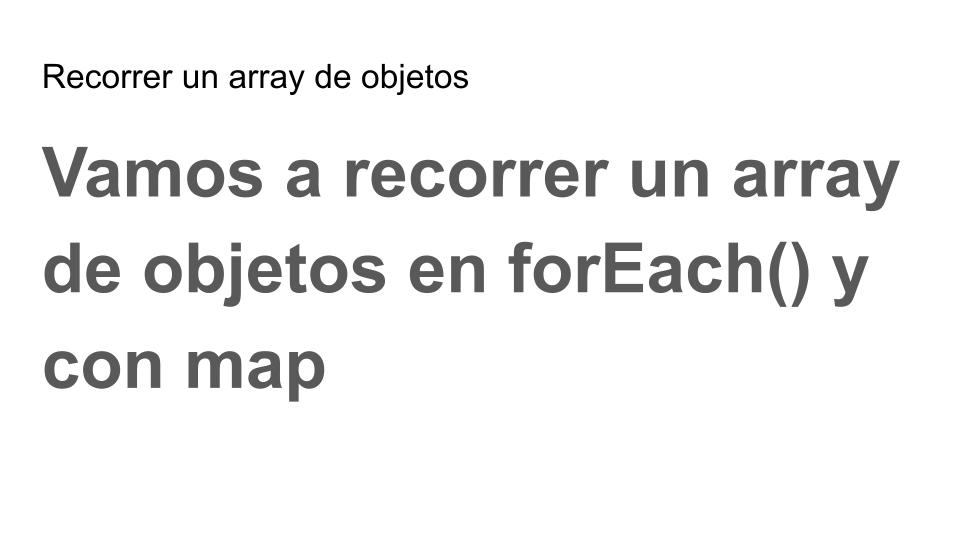 Recorrer un array de objetos
Vamos a recorrer un array
de objetos en forEach() y
con map